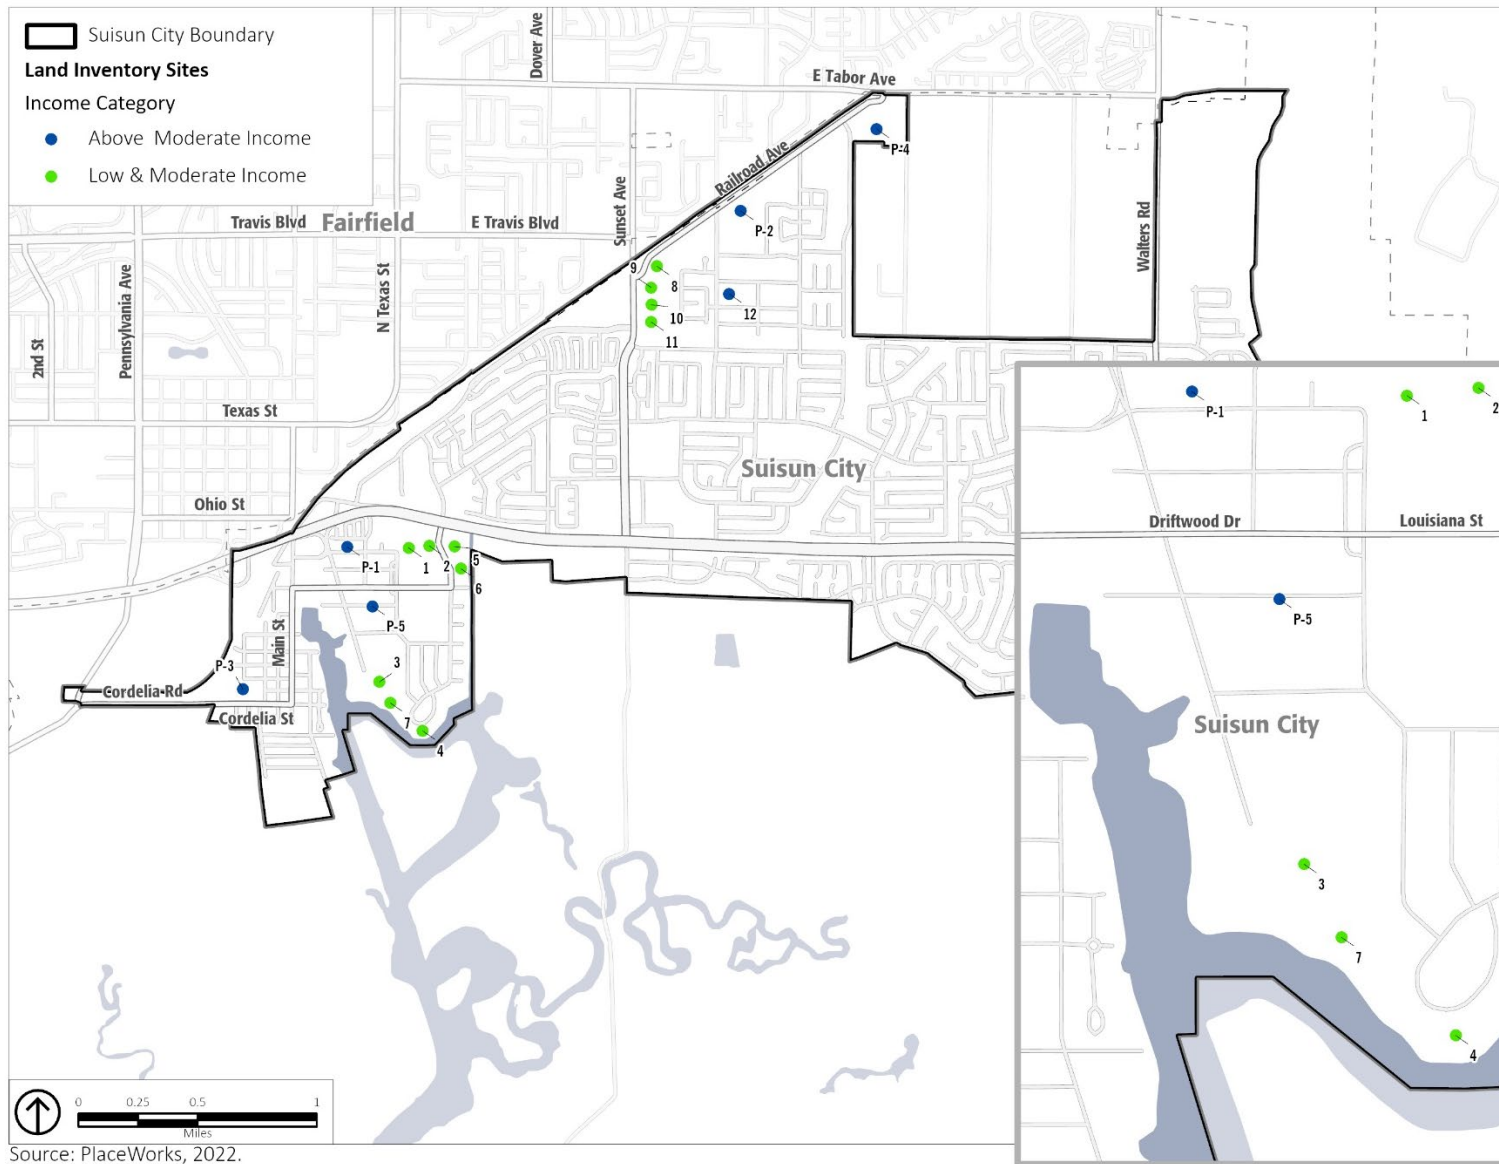 Suisun City Boundary
Land Inventory Sites
Income Category
Above Moderate Income
Low & Moderate Income
Dover Ave
E Tabor Ave
P-4
Railroad Ave
Sunset Ave
Travis Blvd
Fairfield
E Travis Blvd
P-2
Walters Rd
Pennsylvania Ave
N Texas St
2nd St
9
8
10
12
11
Texas St
Suisun City
Ohio St
P-1
1
2
5
6
P-5
Main St
P-3
3
Cordelia Rd
7
Cordelia St
4
P-1
1
2
Driftwood Dr
Louisiana St
P-5
Suisun City
3
7
4
0 0.25 0.5 1
Miles
Source: PlaceWorks, 2022.